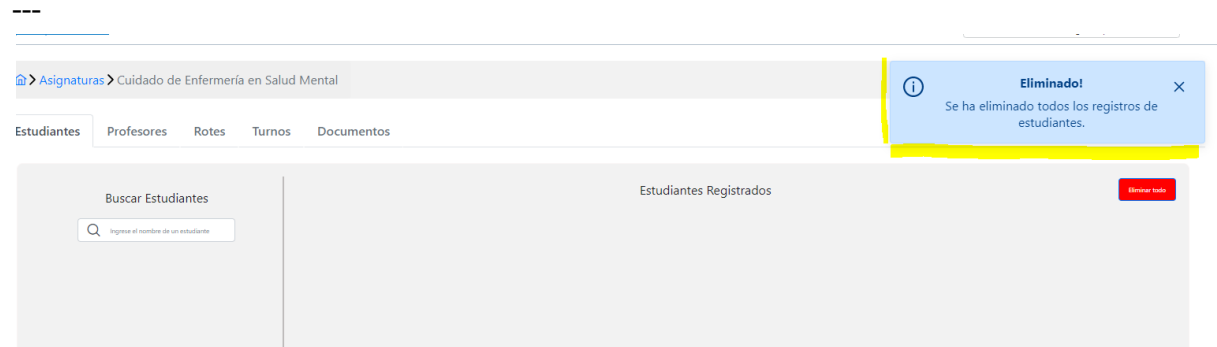 ---
Asignaturas Cuidado de Enfermería en Salud Mental
Eliminado!
Se ha eliminado todos los registros de
estudiantes.
Estudiantes Profesores Rotes Turnos Documentos
Buscar Estudiantes
Ingrese el nombre de un estudiante
Estudiantes Registrados
Eliminar todo